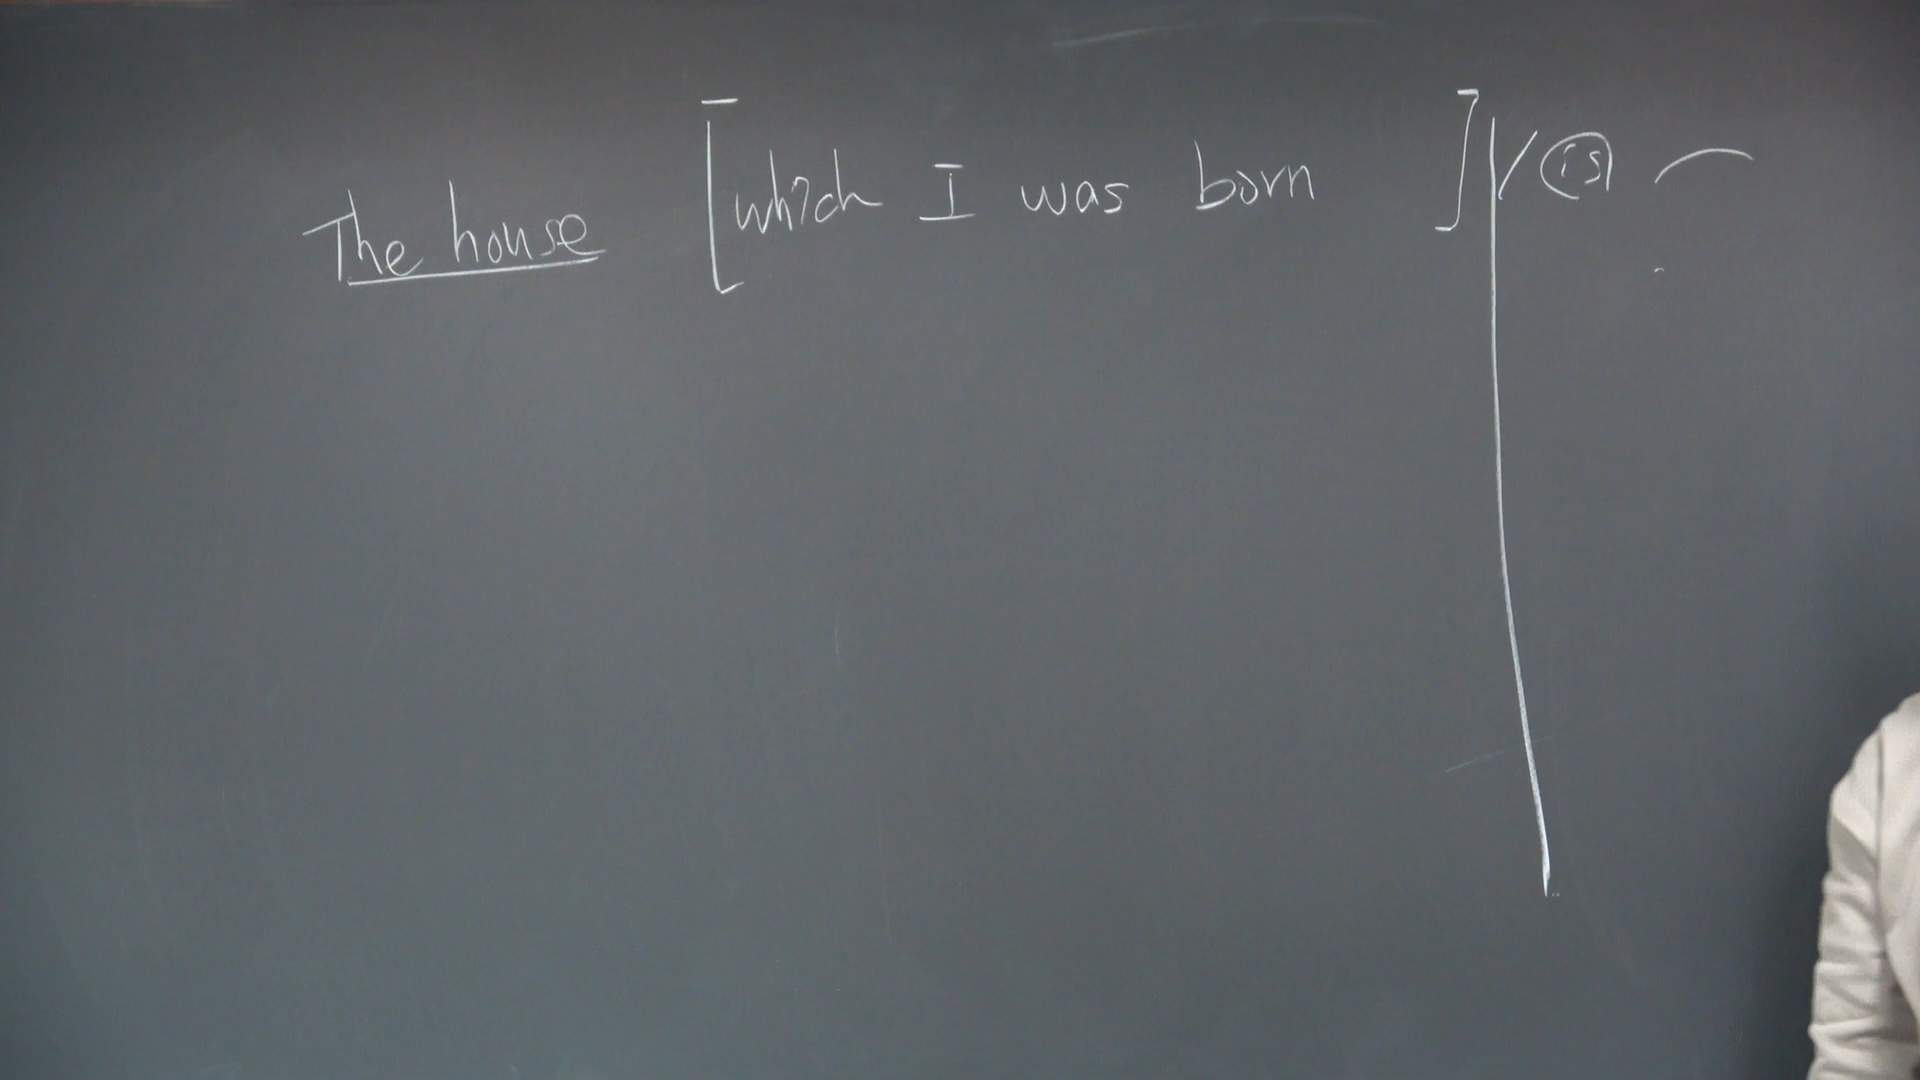 The house [which I was born] / is ~